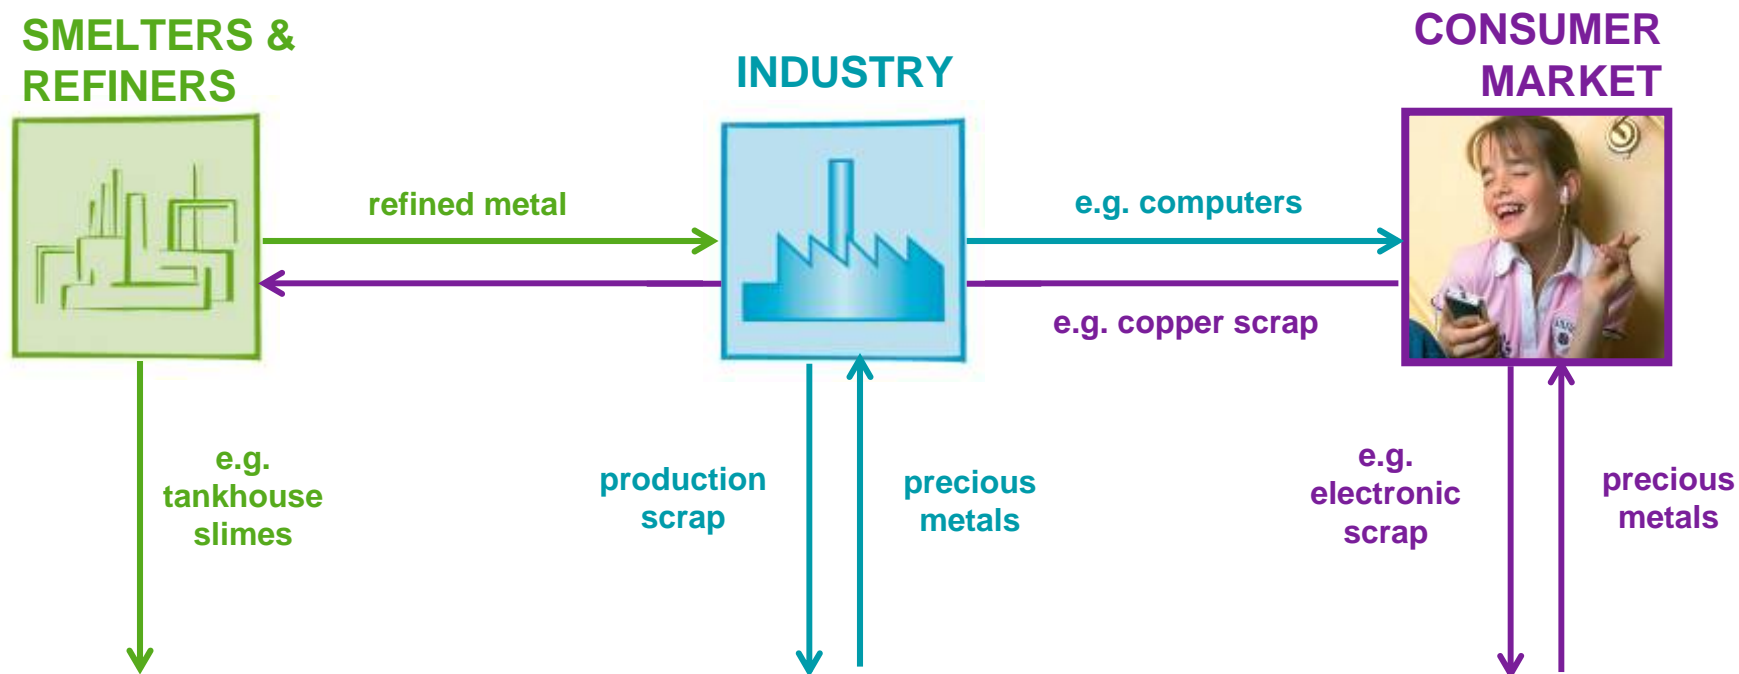 SMELTERS &
REFINERS
INDUSTRY
CONSUMER
MARKET
refined metal
e.g. computers
e.g. copper scrap
e.g.
tankhouse
slimes
production
scrap
precious
metals
e.g.
electronic
scrap
precious
metals